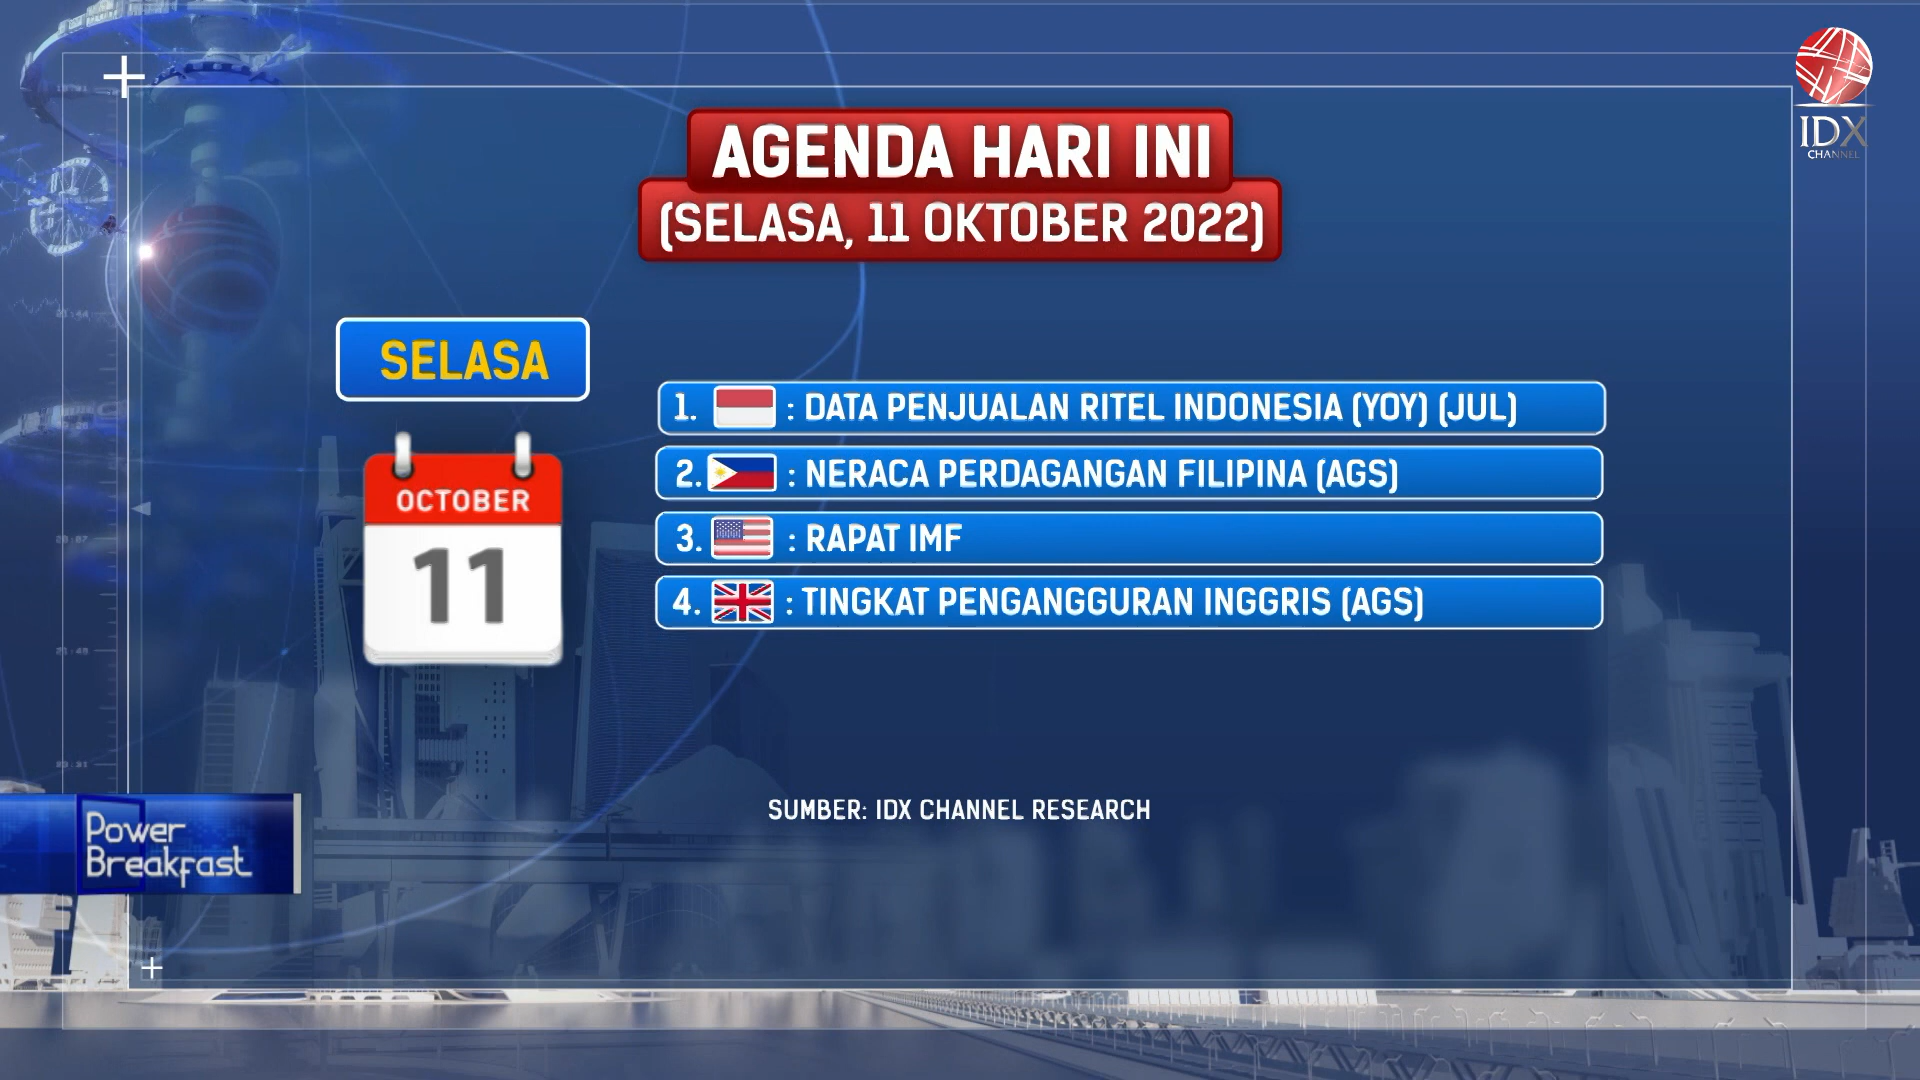 IDX
CHANNEL
AGENDA HARI INI
(SELASA, 11 OKTOBER 2022)
SELASA
OCTOBER
11
1. : DATA PENJUALAN RITEL INDONESIA (YOY) (JUL)
2. : NERACA PERDAGANGAN FILIPINA (AGS)
3. : RAPAT IMF
4. : TINGKAT PENGANGGURAN INGGRIS (AGS)
SUMBER: IDX CHANNEL RESEARCH
Power
Breakfast